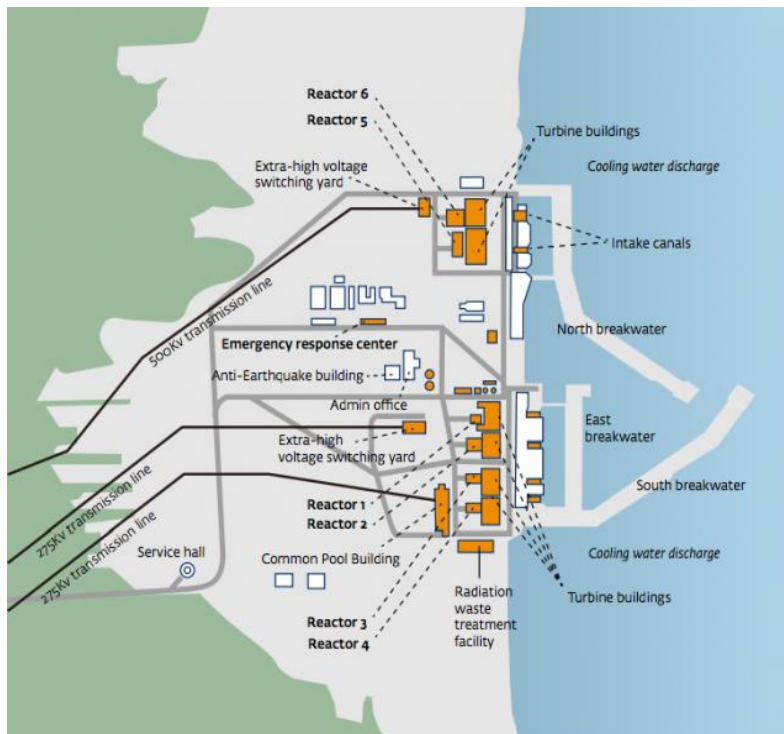 Reactor 6
Reactor 5
Turbine buildings
Extra-high voltage
switching yard
Cooling water discharge
Intake canals
500Kv transmission line
North breakwater
Emergency response center
Anti-Earthquake building
Admin office
East
breakwater
Extra-high
voltage switching yard
275Kv transmission line
South breakwater
Reactor 1
Reactor 2
275Kv transmission line
Service hall
Common Pool Building
Cooling water discharge
Radiation
waste
treatment
facility
Turbine buildings
Reactor 3
Reactor 4